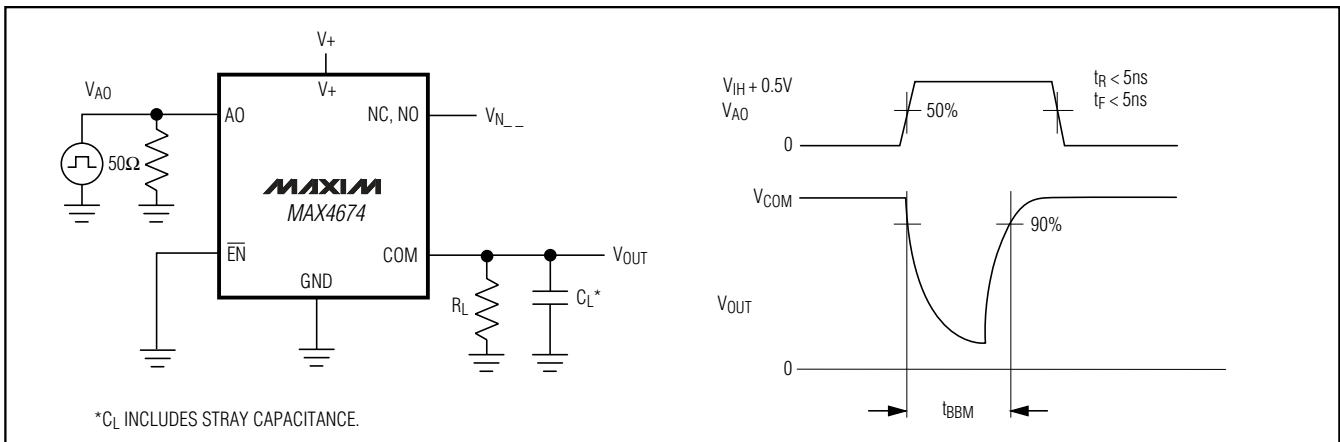 V+
V+
VAO
AO
NC, NO
VN_ _
50Ω
MAXIM
MAX4674
EN
COM
VOUT
GND
RL
CL*
*CL INCLUDES STRAY CAPACITANCE.
VIH + 0.5V
VAO
0
50%
tR < 5ns
tF < 5ns
VCOM
90%
VOUT
0
tBBM